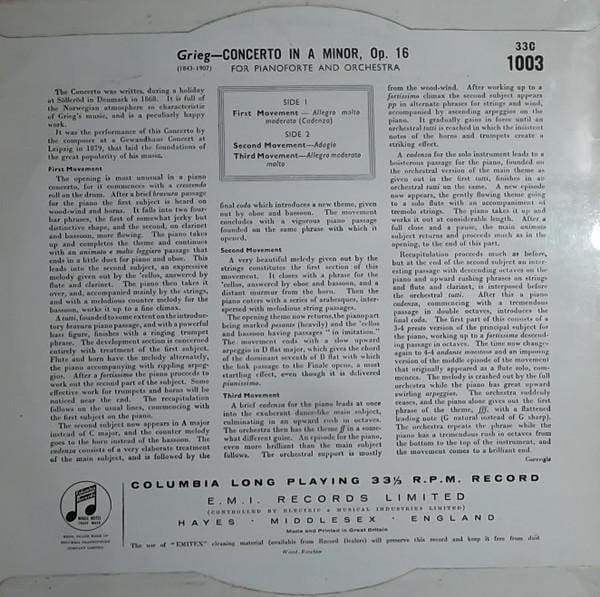 Grieg—CONCERTO IN A MINOR, Op. 16
(1843-1907) FOR PIANOFORTE AND ORCHESTRA
33C
1003
The Concerto was written, during a holiday
at Sölleröd in Denmark in 1868. It is full of
the Norwegian atmosphere so characteristic
of Grieg's music, and is a peculiarly happy
work.
It was the performance of this Concerto by
the composer at a Gewandhaus Concert at
Leipzig in 1879, that laid the foundations of
the great popularity of his music.
First Movement
The opening is most unusual in a piano
concerto, for it commences with a crescendo
roll on the drum. After a brief bravura passage
for the piano the first subject is heard on
wood-wind and horns. It falls into two four-
bar phrases, the first of somewhat jerky but
distinctive shape, and the second, on clarinet
and bassoon, more flowing. The piano takes
up and completes the theme and continues
with an animato e molto leggiero passage that
ends in a little duet for piano and oboe. This
leads into the second subject, an expressive
melody given out by the 'cellos, answered by
flute and clarinet. The piano then takes it
over, and, accompanied mainly by the strings,
and with a melodious counter melody for the
bassoon, works it up to a fine climax.
A tutti, founded to some extent on the introduc-
tory bravura piano passage, and with a powerful
bass figure, finishes with a ringing trumpet
phrase. The development section is concerned
entirely with treatment of the first subject.
Flute and horn have the melody alternately,
the piano accompanying with rippling arpeg-
gios. After a fortissimo the piano proceeds to
work out the second part of the subject. Some
effective work for trumpets and horns will be
noticed near the end. The recapitulation
follows on the usual lines, commencing with
the first subject on the piano.
The second subject now appears in A major
instead of C major, and the counter melody
goes to the horn instead of the bassoon. The
cadenza consists of a very elaborate treatment
of the main subject, and is followed by the
SIDE 1
First Movement — Allegro molto
moderato (Cadenza)
SIDE 2
Second Movement—Adagio
Third Movement—Allegro moderato
molto
final coda which introduces a new theme, given
out by oboe and bassoon. The movement
concludes with a vigorous piano passage
founded on the same phrase with which it
opened.
Second Movement
A very beautiful melody given out by the
strings constitutes the first section of this
movement. It closes with a phrase for the
'cellos, answered by oboe and bassoon, and a
distant murmur from the horn. Then the
piano enters with a series of arabesques, inter-
spersed with melodious string passages.
The opening theme now returns, the piano part
being marked pesante (heavily) and the 'cellos
and bassoon having passages "in imitation."
The movement ends with a slow upward
arpeggio in D flat major, which gives the chord
of the dominant seventh of D flat with which
the link passage to the Finale opens, a most
startling effect, even though it is delivered
pianissimo.
Third Movement
A brief cadenza for the piano leads at once
into the exuberant dance-like main subject,
culminating in an upward rush in octaves.
The orchestra then has the theme ff in a some-
what different guise. An episode for the piano,
even more brilliant than the main subject
follows. The orchestral support is mostly
from the wood-wind. After working up to a
fortissimo climax the second subject appears
pp in alternate phrases for strings and wind,
accompanied by ascending arpeggios on the
piano. It gradually gains in force until an
orchestral tutti is reached in which the insistent
notes of the horns and trumpets create a
striking effect.
A cadenza for the solo instrument leads to a
boisterous passage for the piano, founded on
the orchestral version of the main theme as
given out in the first tutti, finishes in an
orchestral tutti on the same. A new episode
now appears, the gently flowing theme going
to a solo flute with an accompaniment of
tremolo strings. The piano takes it up and
works it out at considerable length. After a
full close and a pause, the main animato
subject returns and proceeds much as in the
opening, to the end of this part.
Recapitulation proceeds much as before,
but at the end of the second subject an inter-
esting passage with descending octaves on the
piano and upward rushing phrases on strings
and flute and clarinet, is interposed before
the orchestral tutti. After this a piano
cadenza, commencing with a tremendous
passage in double octaves, introduces the
final coda. The first part of this consists of a
3-4 presto version of the principal subject for
the piano, working up to a fortissimo descend-
ing passage in octaves. The time now change-
again to 4-4 andante maestoso and an imposing
version of the middle episode of the movement
that originally appeared as a flute solo, com-
mences. The melody is crashed out by the full
orchestra while the piano has great upward
swirling arpeggios. The orchestra suddenly
ceases, and the piano alone gives out the first
phrase of the theme, fff, with a flattened
leading note (G natural instead of G sharp).
The orchestra repeats the phrase while the
piano has a tremendous rush in octaves from
the bottom to the top of the instrument, and
the movement comes to a brilliant end.
COLUMBIA LONG PLAYING 33⅓ R.P.M. RECORD
E.M.I. RECORDS LIMITED
(CONTROLLED BY ELECTRIC & MUSICAL INDUSTRIES LIMITED)
HAYES · MIDDLESEX · ENGLAND
Made and Printed in Great Britain
MAGIC NOTES
TRADE MARK
REGD. TRADE MARK OF
COLUMBIA GRAPHOPHONE
COMPANY LIMITED
The use of "EMITEX" cleaning material (available from Record Dealers) will preserve this record and keep it free from dust